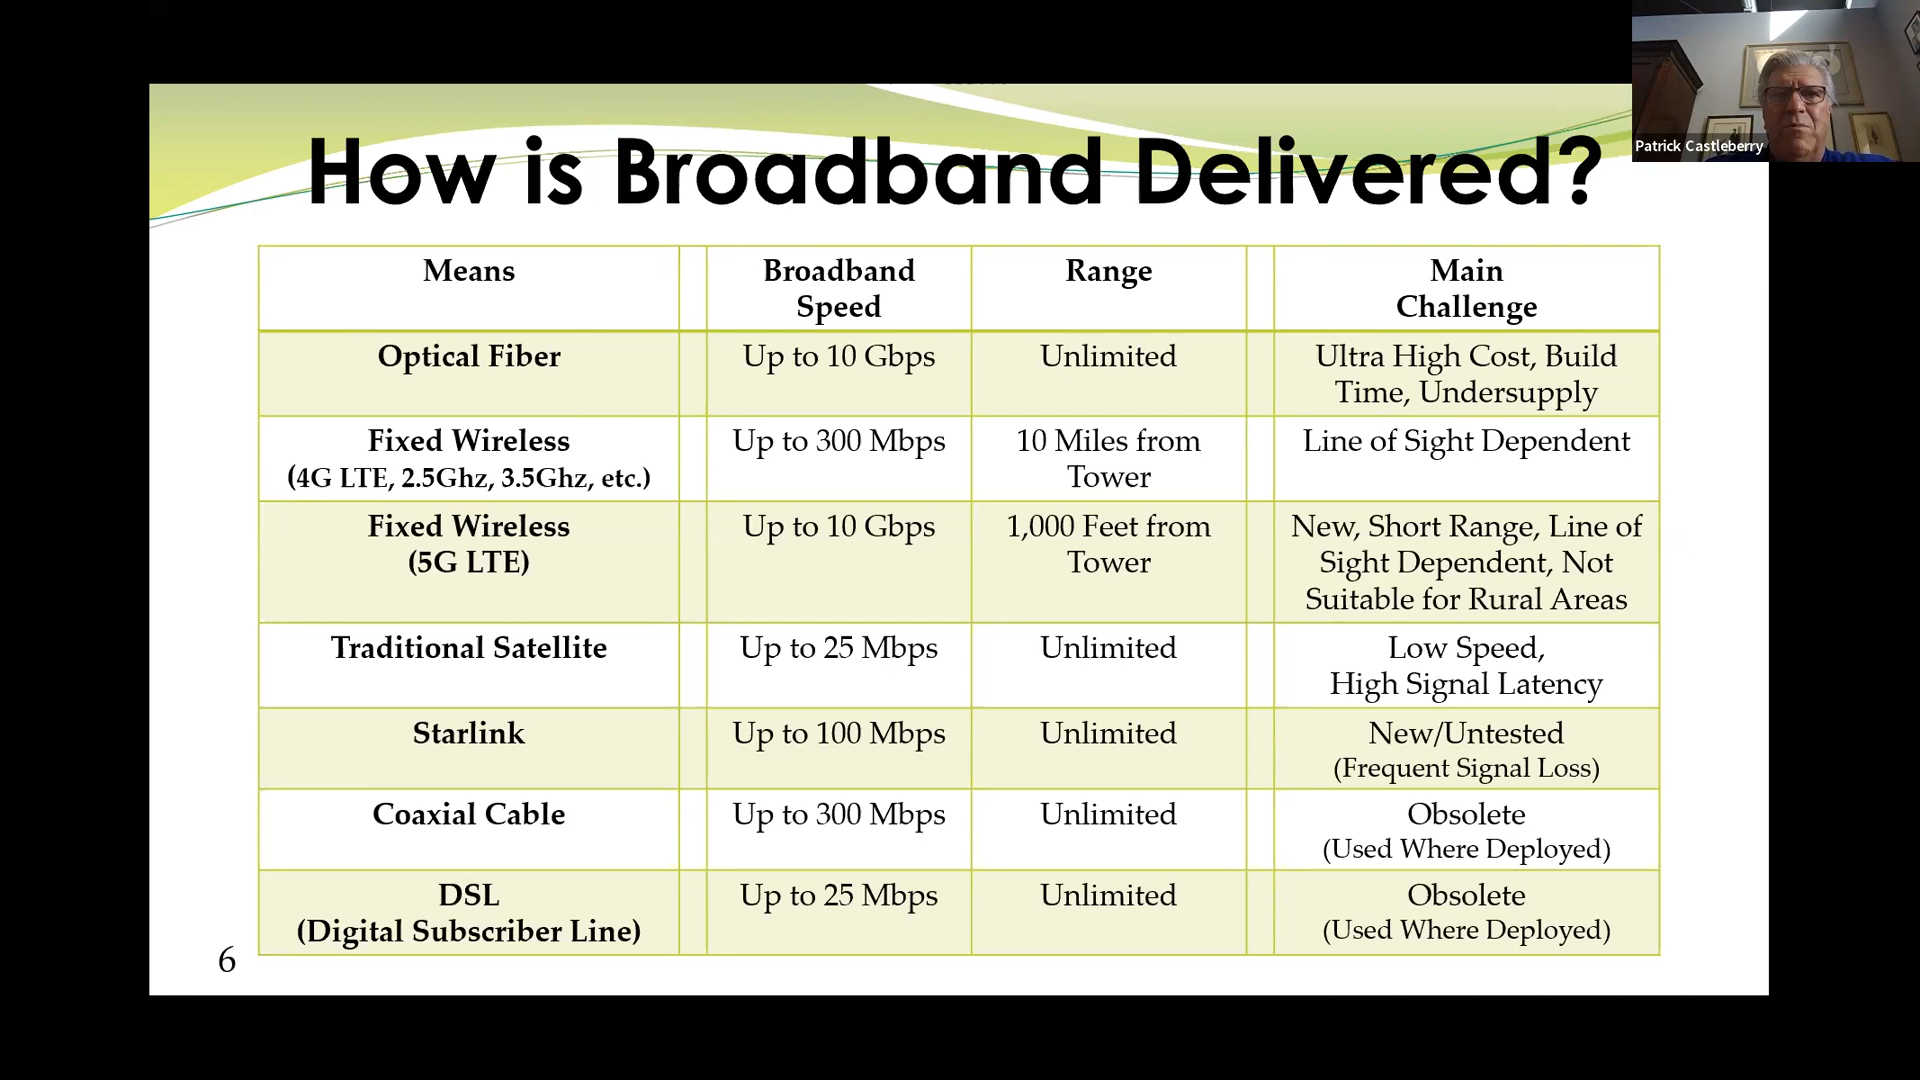 Patrick Castleberry
How is Broadband Delivered?
Means
Broadband
Speed
Range
Main
Challenge
Optical Fiber
Up to 10 Gbps
Unlimited
Ultra High Cost, Build
Time, Undersupply
Fixed Wireless
(4G LTE, 2.5Ghz, 3.5Ghz, etc.)
Up to 300 Mbps
10 Miles from
Tower
Line of Sight Dependent
Fixed Wireless
(5G LTE)
Up to 10 Gbps
1,000 Feet from
Tower
New, Short Range, Line of
Sight Dependent, Not
Suitable for Rural Areas
Traditional Satellite
Up to 25 Mbps
Unlimited
Low Speed,
High Signal Latency
Starlink
Up to 100 Mbps
Unlimited
New/Untested
(Frequent Signal Loss)
Coaxial Cable
Up to 300 Mbps
Unlimited
Obsolete
(Used Where Deployed)
DSL
(Digital Subscriber Line)
Up to 25 Mbps
Unlimited
Obsolete
(Used Where Deployed)
6